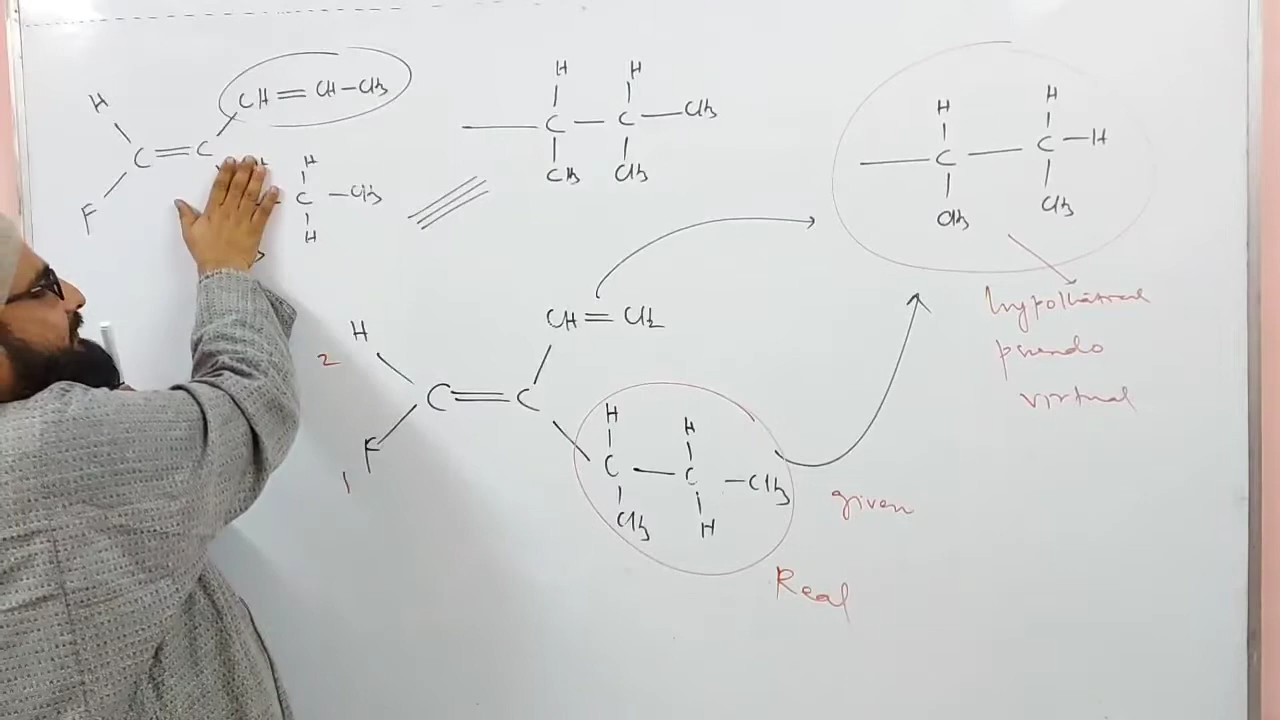 H
C = C
F
CH = CH - CH3
H
C - CH3
H
H H
C - C - CH3
CH3 CH3
H H
C - C - H
CH3 CH3
pseudo
virtual
CH = CH2
2 H
C = C
1 F
H H
C - C - CH3
CH3 H
given
Real